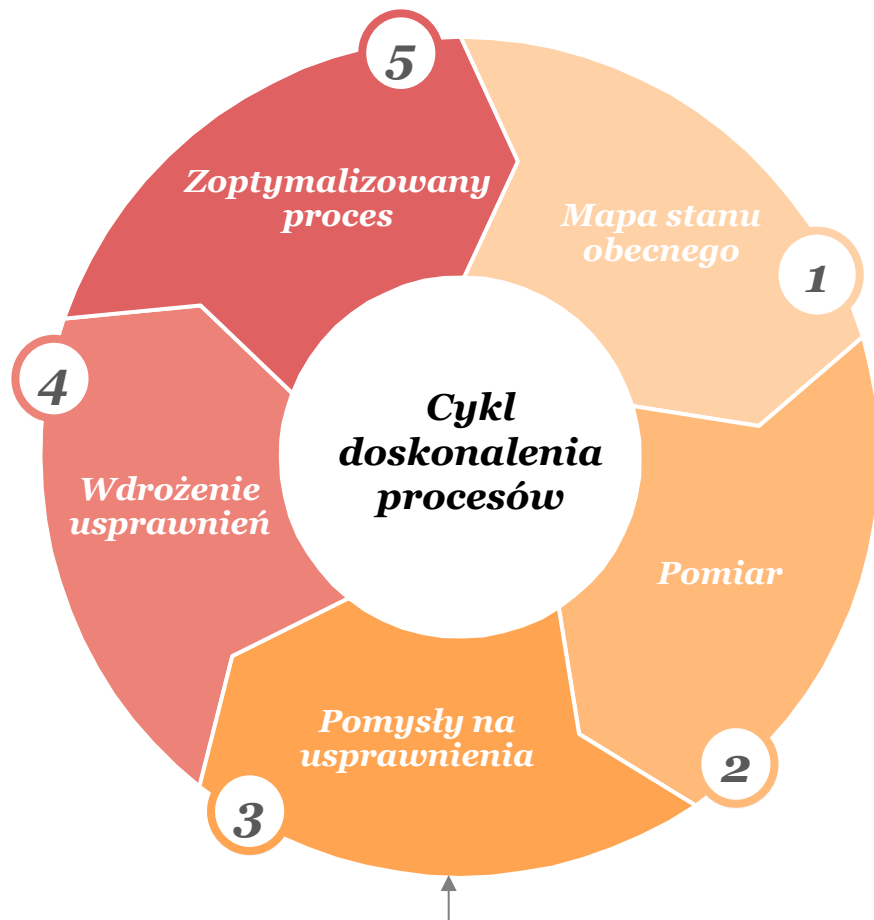 Cykl
doskonalenia
procesów
1
Mapa stanu
obecnego
2
Pomiar
3
Pomysły na
usprawnienia
4
Wdrożenie
usprawnień
5
Zoptymalizowany
proces